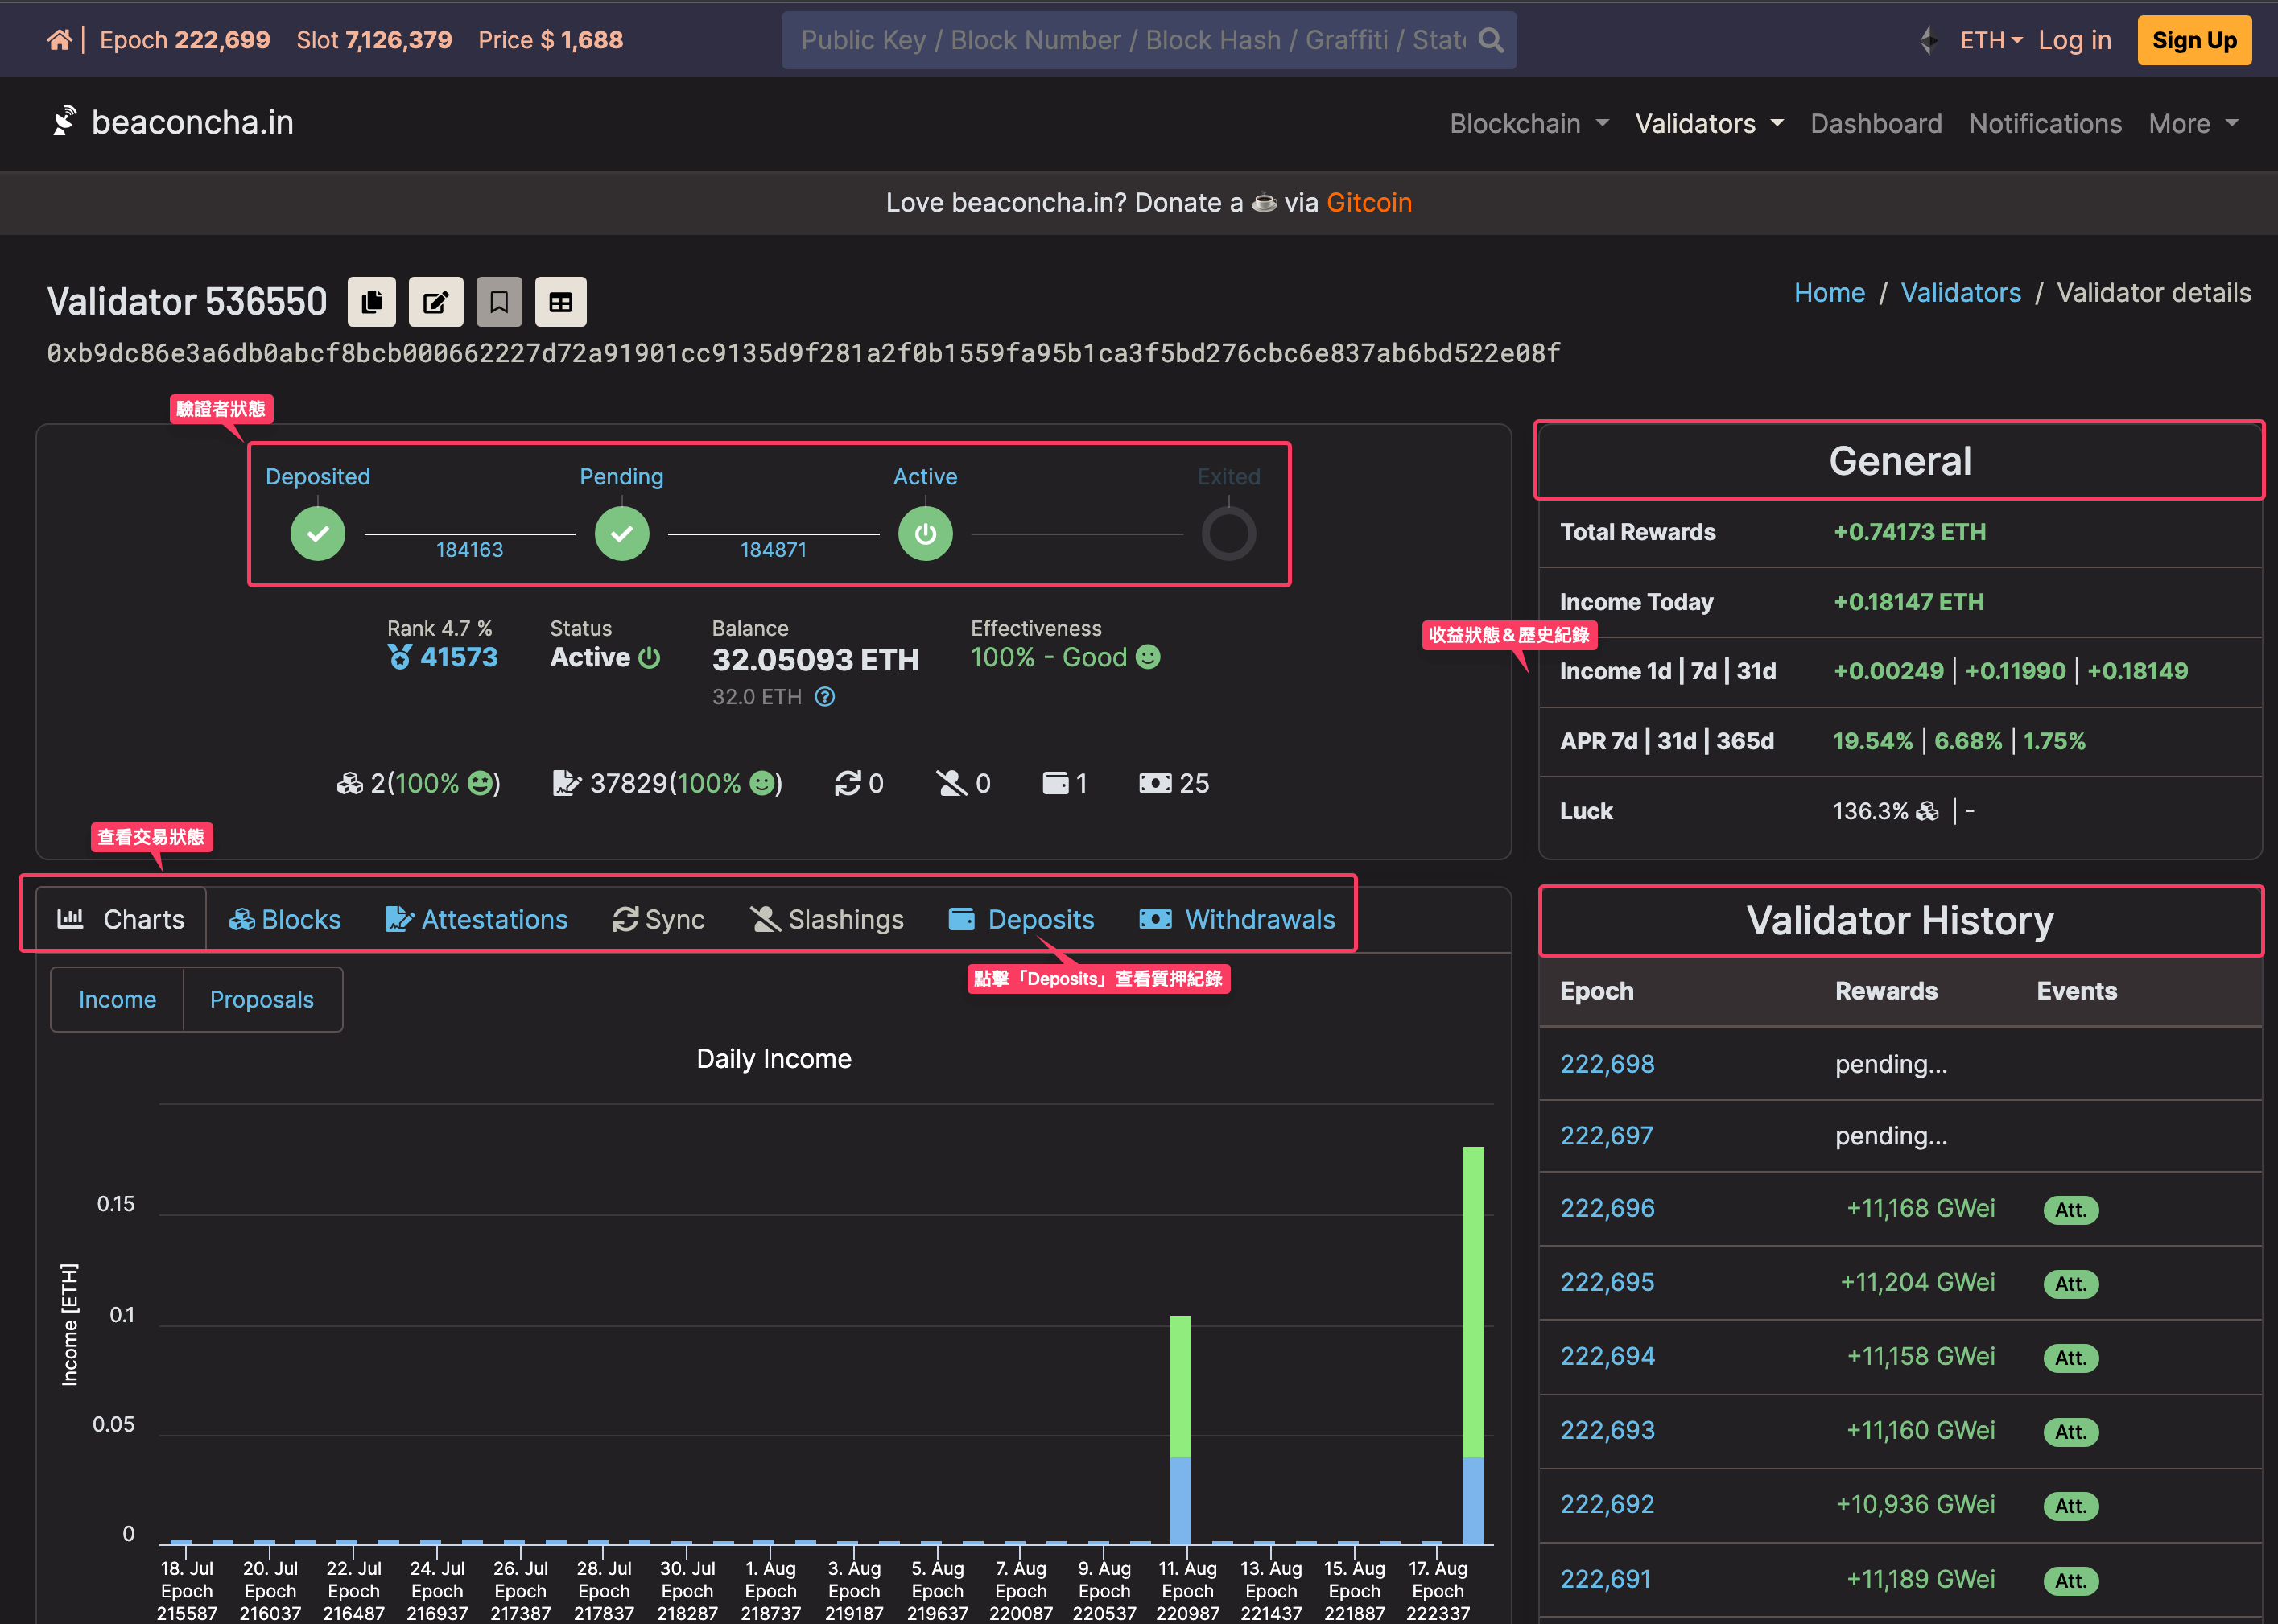 Epoch 222,699 Slot 7,126,379 Price $ 1,688
Public Key / Block Number / Block Hash / Graffiti / State
ETH Log in Sign Up
beaconcha.in
Blockchain Validators Dashboard Notifications More
Love beaconcha.in? Donate a ☕ via Gitcoin
Validator 536550
Home / Validators / Validator details
0xb9dc86e3a6db0abcf8bcb000662227d72a91901cc9135d9f281a2f0b1559fa95b1ca3f5bd276cbc6e837ab6bd522e08f
驗證者狀態
Deposited Pending Active Exited
184163 184871
Rank 4.7 % Status Balance Effectiveness
41573 Active 32.05093 ETH 100% - Good
32.0 ETH
2(100% ) 37829(100% ) 0 0 1 25
General
Total Rewards +0.74173 ETH
Income Today +0.18147 ETH
收益狀態&歷史紀錄
Income 1d | 7d | 31d +0.00249 | +0.11990 | +0.18149
APR 7d | 31d | 365d 19.54% | 6.68% | 1.75%
Luck 136.3% | -
查看交易狀態
Charts Blocks Attestations Sync Slashings Deposits Withdrawals
點擊「Deposits」查看質押紀錄
Income Proposals
Daily Income
Income [ETH]
0.15
0.1
0.05
0
18. Jul 20. Jul 22. Jul 24. Jul 26. Jul 28. Jul 30. Jul 1. Aug 3. Aug 5. Aug 7. Aug 9. Aug 11. Aug 13. Aug 15. Aug 17. Aug
Epoch Epoch Epoch Epoch Epoch Epoch Epoch Epoch Epoch Epoch Epoch Epoch Epoch Epoch Epoch Epoch
215587 216037 216487 216937 217387 217837 218287 218737 219187 219637 220087 220537 220987 221437 221887 222337
Validator History
Epoch Rewards Events
222,698 pending...
222,697 pending...
222,696 +11,168 GWei Att.
222,695 +11,204 GWei Att.
222,694 +11,158 GWei Att.
222,693 +11,160 GWei Att.
222,692 +10,936 GWei Att.
222,691 +11,189 GWei Att.